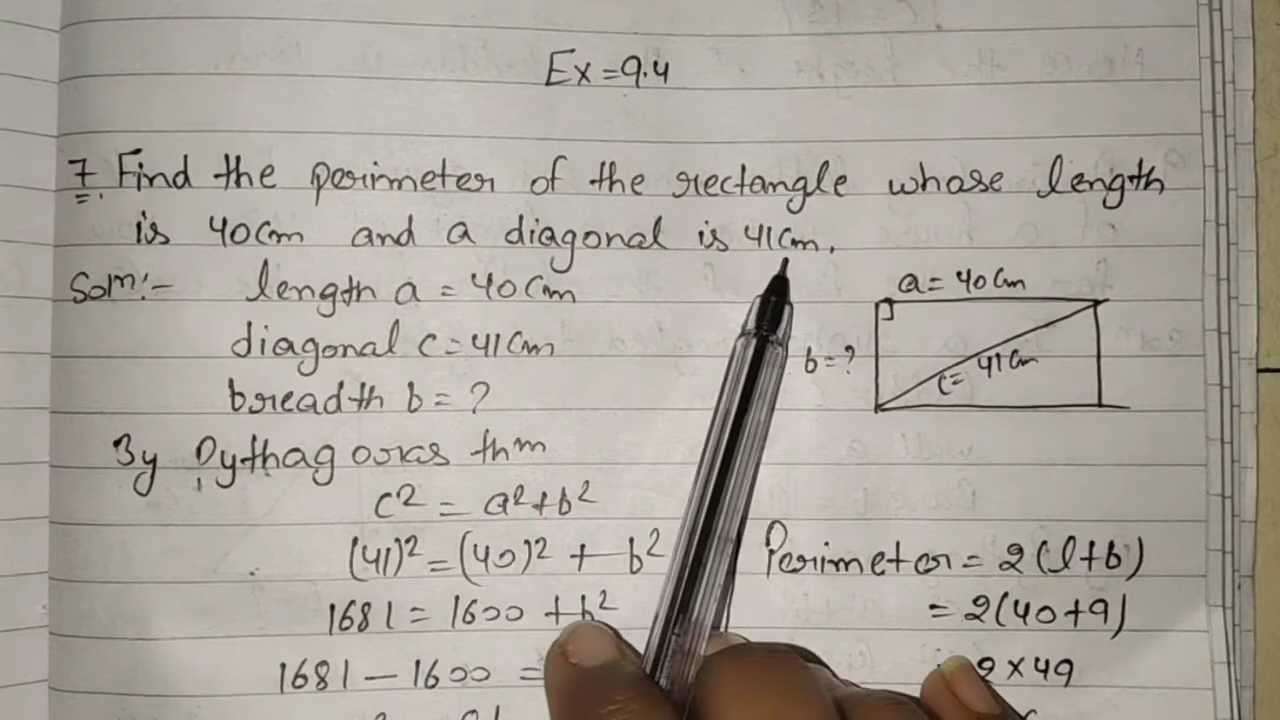 Ex = 9.4
7. Find the perimeter of the rectangle whose length
is 40cm and a diagonal is 41cm.
Soln:- length a = 40cm
diagonal c = 41cm
breadth b = ?
By Pythagoras thm
c² = a² + b²
(41)² = (40)² + b²
1681 = 1600 + b²
1681 - 1600 =
a = 40cm
b = ?
c = 41cm
Perimeter = 2(l+b)
= 2(40+9)
2 × 49